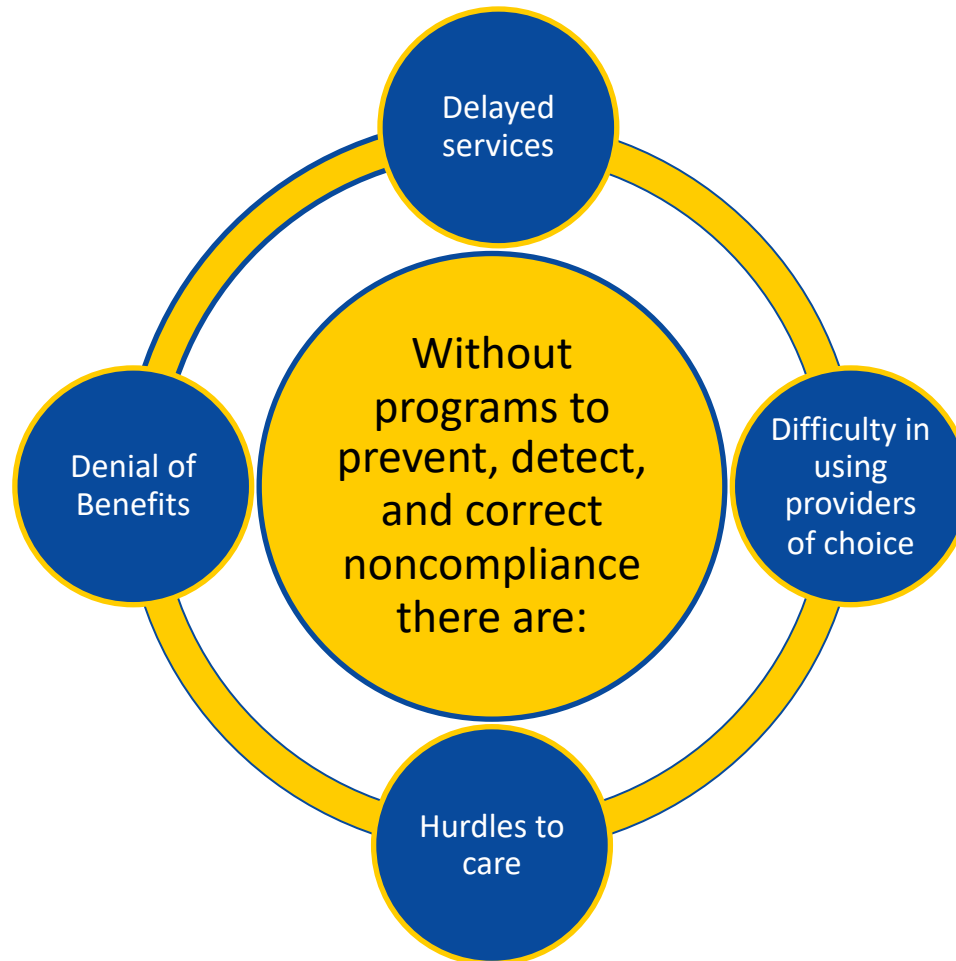 Delayed
services
Without
programs to
prevent, detect,
and correct
noncompliance
there are:
Difficulty in
using
providers
of choice
Hurdles to
care
Denial of
Benefits